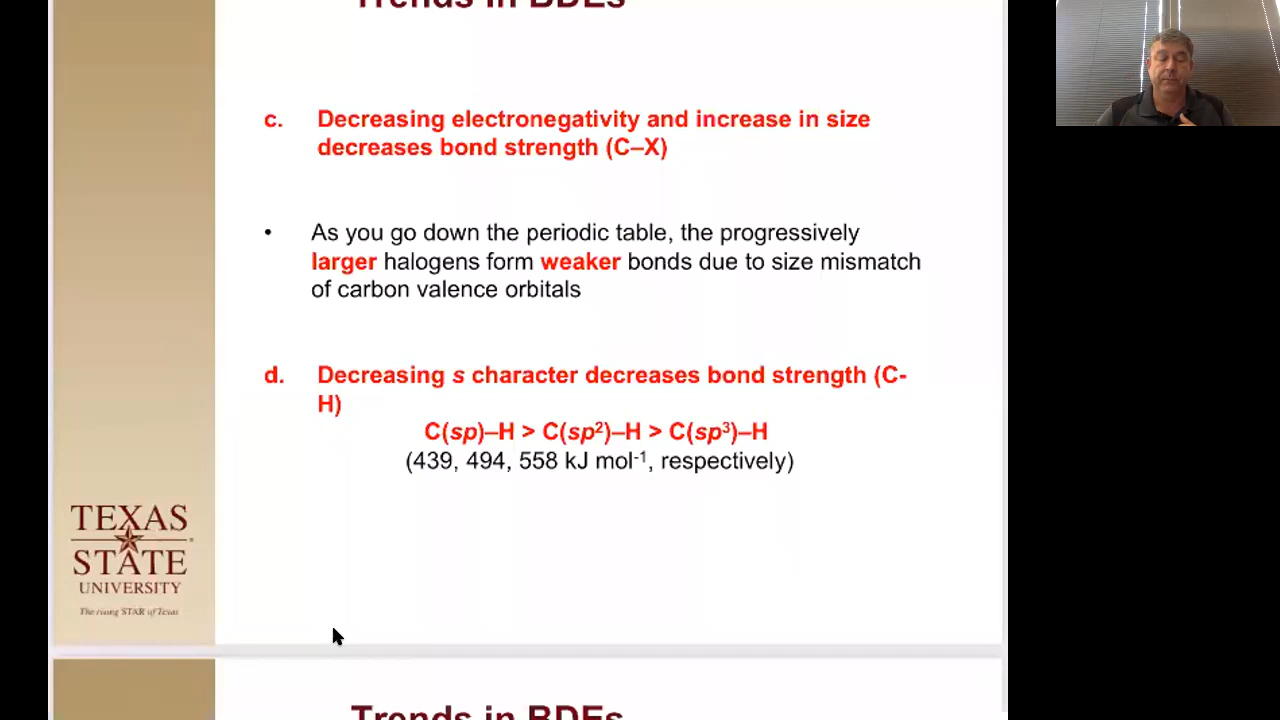 Trends in BDEs
c. Decreasing electronegativity and increase in size
decreases bond strength (C–X)
• As you go down the periodic table, the progressively
larger halogens form weaker bonds due to size mismatch
of carbon valence orbitals
d. Decreasing s character decreases bond strength (C-
H)
C(sp)–H > C(sp²)–H > C(sp³)–H
(439, 494, 558 kJ mol⁻¹, respectively)
TEXAS
STATE
UNIVERSITY
The rising STAR of Texas
Trends in BDEs